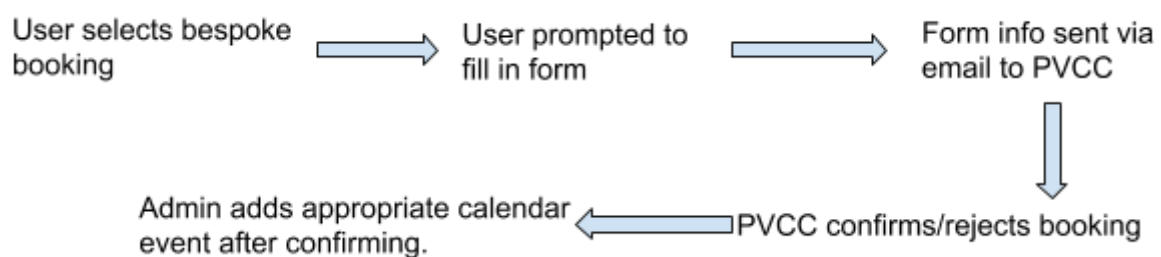 User selects bespoke
booking
User prompted to
fill in form
Form info sent via
email to PVCC
PVCC confirms/rejects booking
Admin adds appropriate calendar
event after confirming.